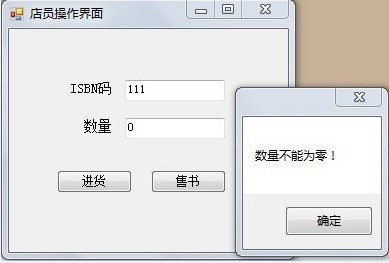 店员操作界面
ISBN码 111
数量 0
进货 售书
数量不能为零！
确定